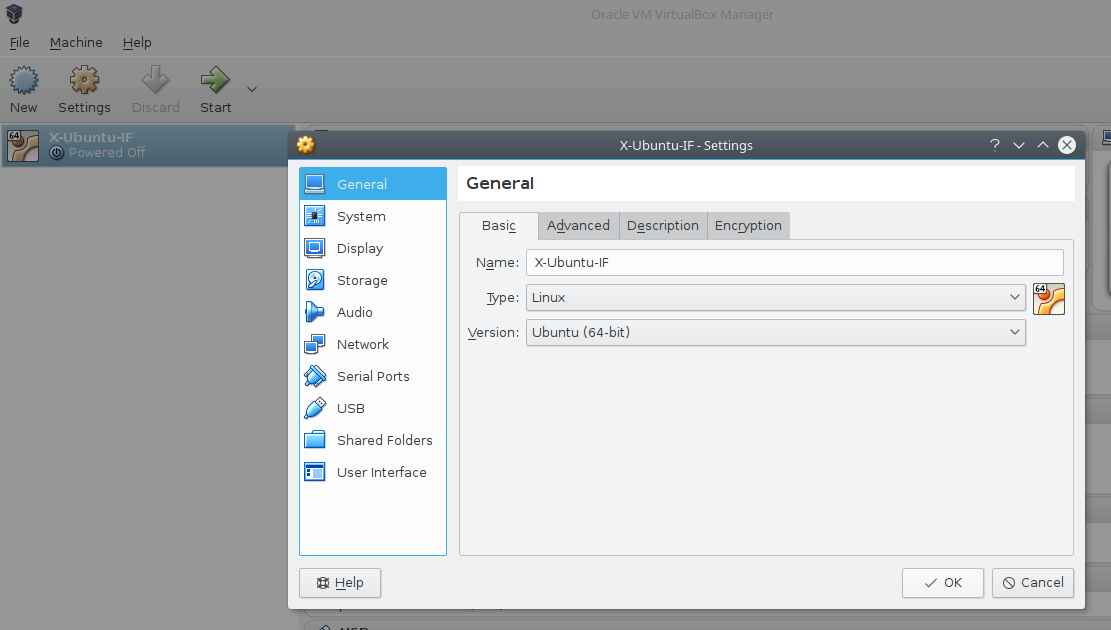 Oracle VM VirtualBox Manager
File Machine Help
New Settings Discard Start
64 X-Ubuntu-IF
Powered Off
X-Ubuntu-IF - Settings
General
System
Display
Storage
Audio
Network
Serial Ports
USB
Shared Folders
User Interface
General
Basic Advanced Description Encryption
Name: X-Ubuntu-IF
Type: Linux
64
Version: Ubuntu (64-bit)
Help OK Cancel
USB